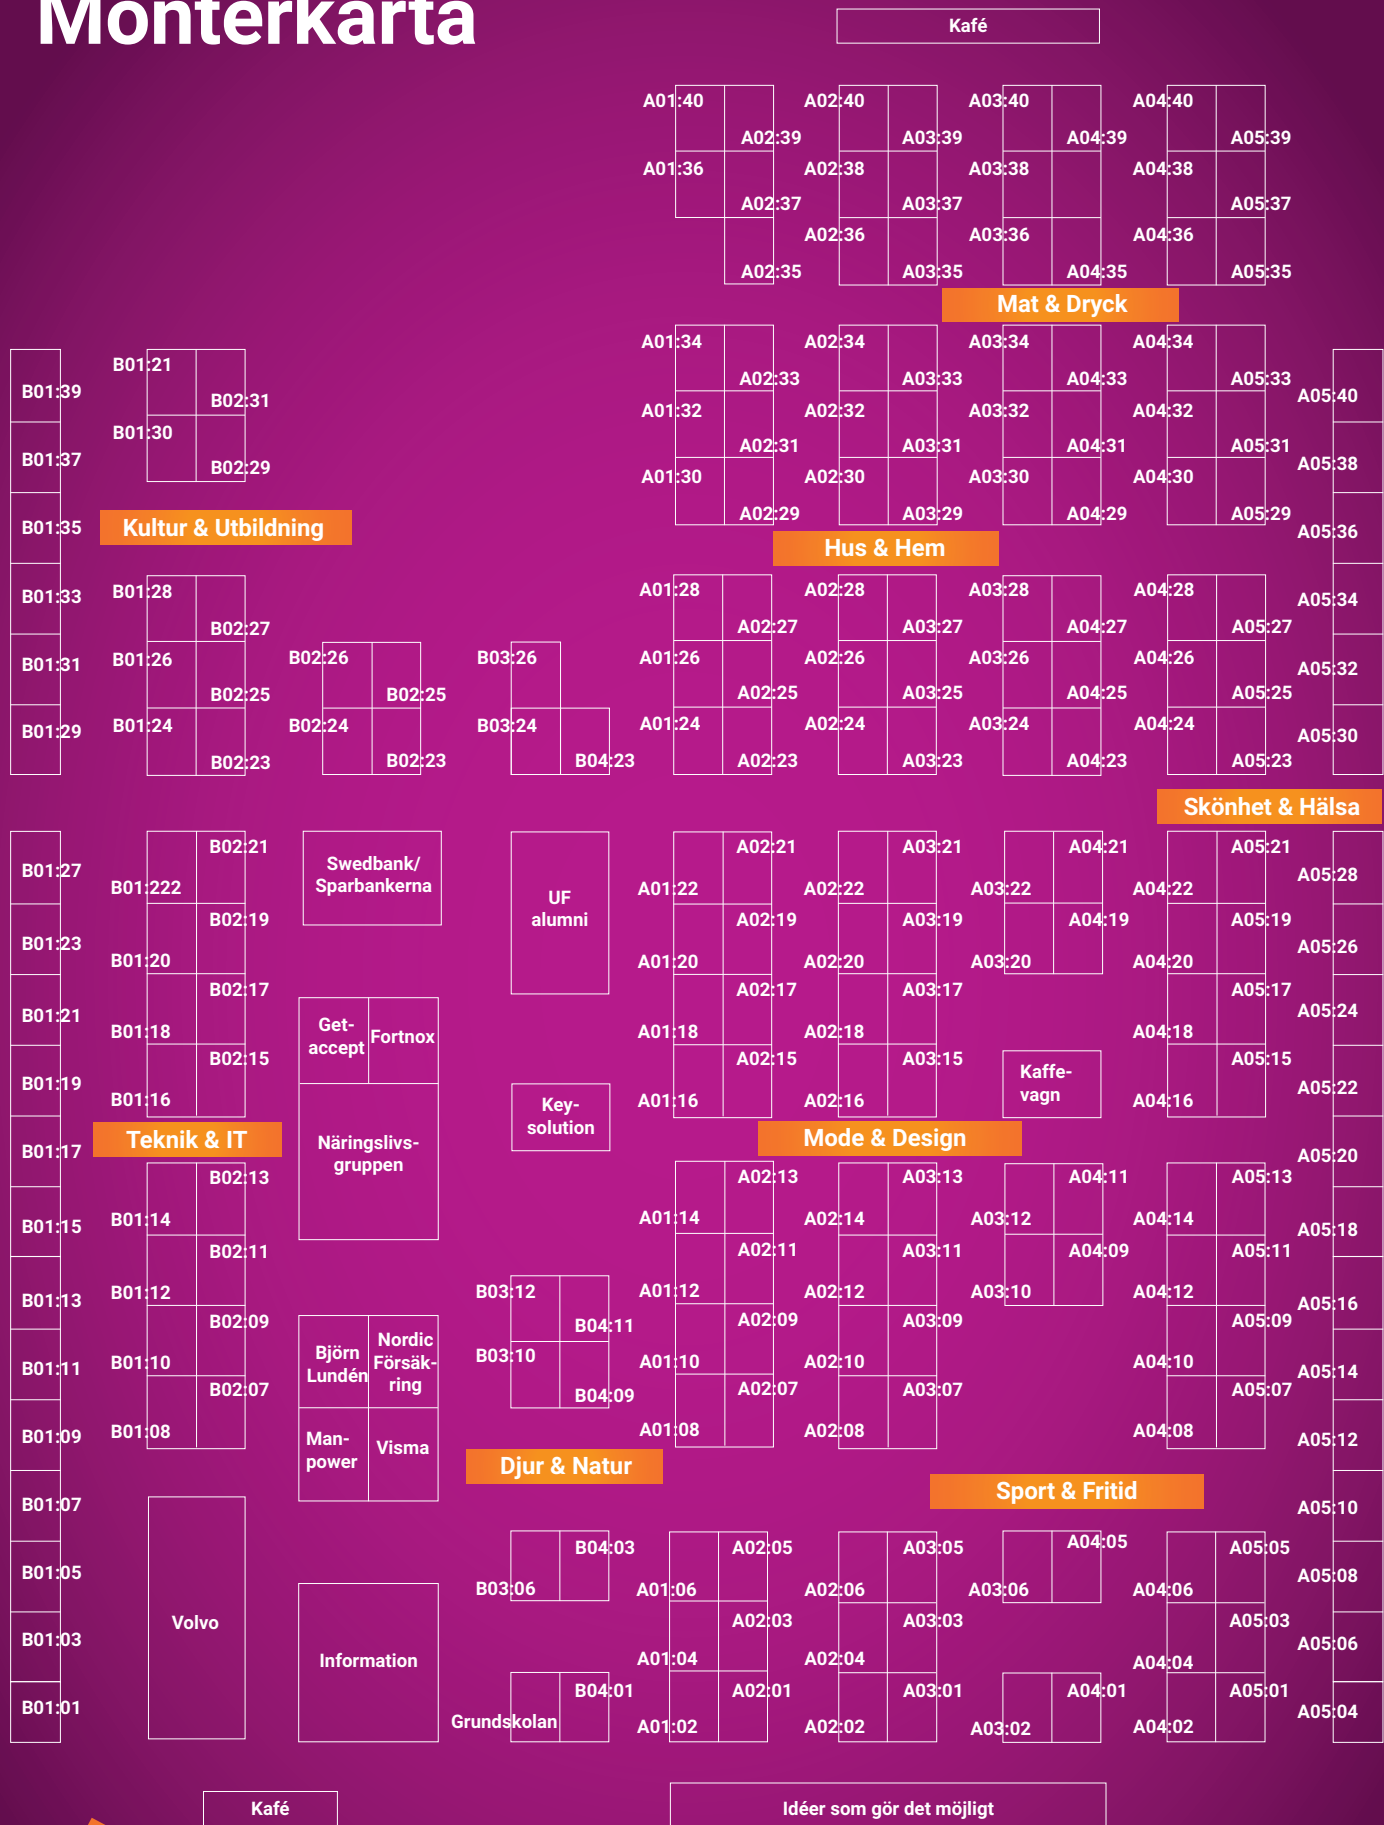 Monterkarta
Kafé
A01:40 A02:40 A03:40 A04:40
A02:39 A03:39 A04:39 A05:39
A01:36 A02:38 A03:38 A04:38
A02:37 A03:37 A05:37
A02:36 A03:36 A04:36
A02:35 A03:35 A04:35 A05:35
Mat & Dryck
A01:34 A02:34 A03:34 A04:34
B01:21
A02:33 A03:33 A04:33 A05:33
B01:39 A05:40
B02:31
A01:32 A02:32 A03:32 A04:32
B01:30
A02:31 A03:31 A04:31 A05:31
B01:37 A05:38
B02:29
A01:30 A02:30 A03:30 A04:30
A02:29 A03:29 A04:29 A05:29
B01:35 Kultur & Utbildning A05:36
Hus & Hem
B01:28 A01:28 A02:28 A03:28 A04:28
B01:33 A05:34
B02:27 A02:27 A03:27 A04:27 A05:27
B01:26 B02:26 B03:26 A01:26 A02:26 A03:26 A04:26
B01:31 A05:32
B02:25 B02:25 A02:25 A03:25 A04:25 A05:25
B01:24 B02:24 B03:24 A01:24 A02:24 A03:24 A04:24
B01:29 A05:30
B02:23 B02:23 B04:23 A02:23 A03:23 A04:23 A05:23
Skönhet & Hälsa
B02:21 A02:21 A03:21 A04:21 A05:21
Swedbank/
Sparbankerna
B01:27 A05:28
B01:222 A01:22 A02:22 A03:22 A04:22
UF
alumni
B02:19 A02:19 A03:19 A04:19 A05:19
B01:23 A05:26
B01:20 A01:20 A02:20 A03:20 A04:20
B02:17 A02:17 A03:17 A05:17
B01:21 A05:24
B01:18 A01:18 A02:18 A04:18
Get-
accept
Fortnox
B02:15 A02:15 A03:15 A05:15
B01:19 A05:22
Kaffe-
vagn
B01:16 A01:16 A02:16 A04:16
Key-
solution
Teknik & IT Mode & Design
Näringslivs-
gruppen
B01:17 A05:20
B02:13 A02:13 A03:13 A04:11 A05:13
B01:14 A01:14 A02:14 A03:12 A04:14
B01:15 A05:18
B02:11 A02:11 A03:11 A04:09 A05:11
B01:12 B03:12 A01:12 A02:12 A03:10 A04:12
B01:13 A05:16
B02:09 B04:11 A02:09 A03:09 A05:09
Björn
Lundén
Nordic
Försäk-
ring
B01:10 B03:10 A01:10 A02:10 A04:10
B01:11 A05:14
B02:07 B04:09 A02:07 A03:07 A05:07
B01:08 A01:08 A02:08 A04:08
B01:09 A05:12
Man-
power
Visma
Djur & Natur
Sport & Fritid
B01:07 A05:10
B04:03 A02:05 A03:05 A04:05 A05:05
B01:05 A05:08
B03:06 A01:06 A02:06 A03:06 A04:06
Volvo
A02:03 A03:03 A05:03
B01:03 A05:06
Information
A01:04 A02:04 A04:04
B04:01 A02:01 A03:01 A04:01 A05:01
B01:01 A05:04
Grundskolan A01:02 A02:02 A03:02 A04:02
Kafé
Idéer som gör det möjligt